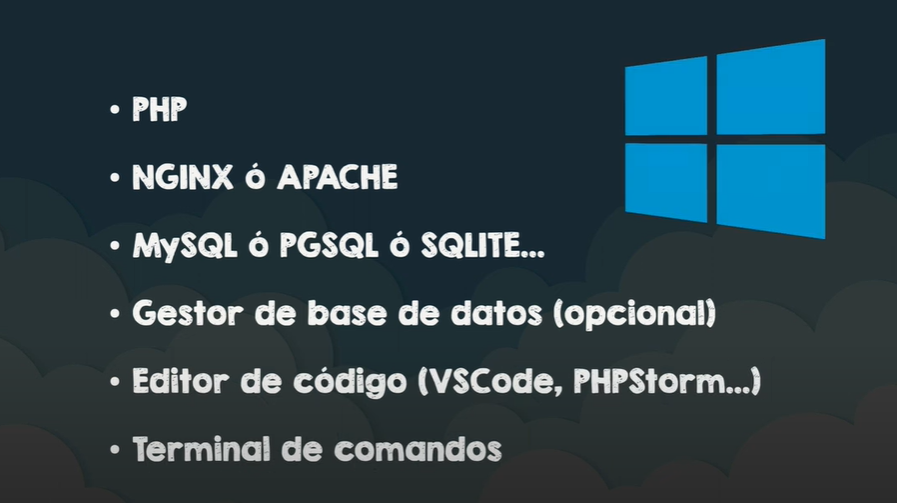 • PHP
• NGINX ó APACHE
• MySQL ó PGSQL ó SQLITE...
• Gestor de base de datos (opcional)
• Editor de código (VSCode, PHPStorm...)
• Terminal de comandos